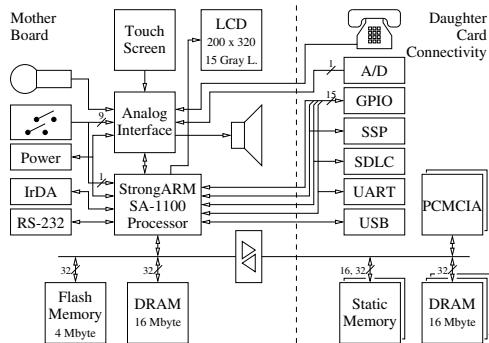 Mother
Board
Touch
Screen
LCD
200 x 320
15 Gray L.
Daughter
Card
Connectivity
1
A/D
9
Analog
Interface
15
GPIO
SSP
Power
1
SDLC
IrDA
StrongARM
SA-1100
Processor
UART
PCMCIA
RS-232
USB
32
32
16, 32
32
32
Flash
Memory
4 Mbyte
DRAM
16 Mbyte
Static
Memory
DRAM
16 Mbyte